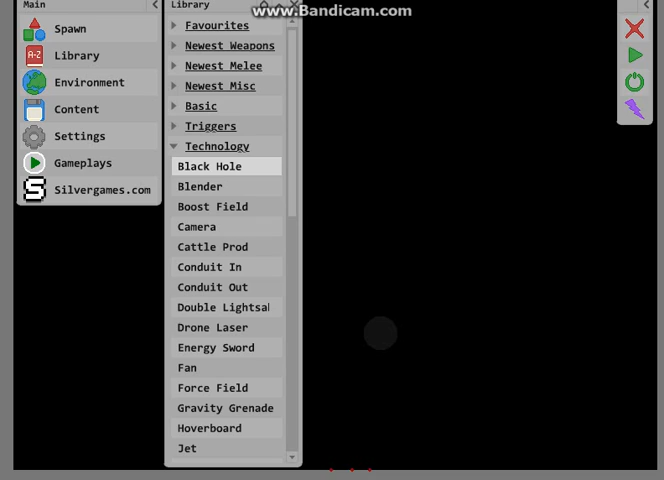 www.Bandicam.com
Main
Spawn
Library
Environment
Content
Settings
Gameplays
Silvergames.com
Library
Favourites
Newest Weapons
Newest Melee
Newest Misc
Basic
Triggers
Technology
Black Hole
Blender
Boost Field
Camera
Cattle Prod
Conduit In
Conduit Out
Double Lightsal
Drone Laser
Energy Sword
Fan
Force Field
Gravity Grenade
Hoverboard
Jet